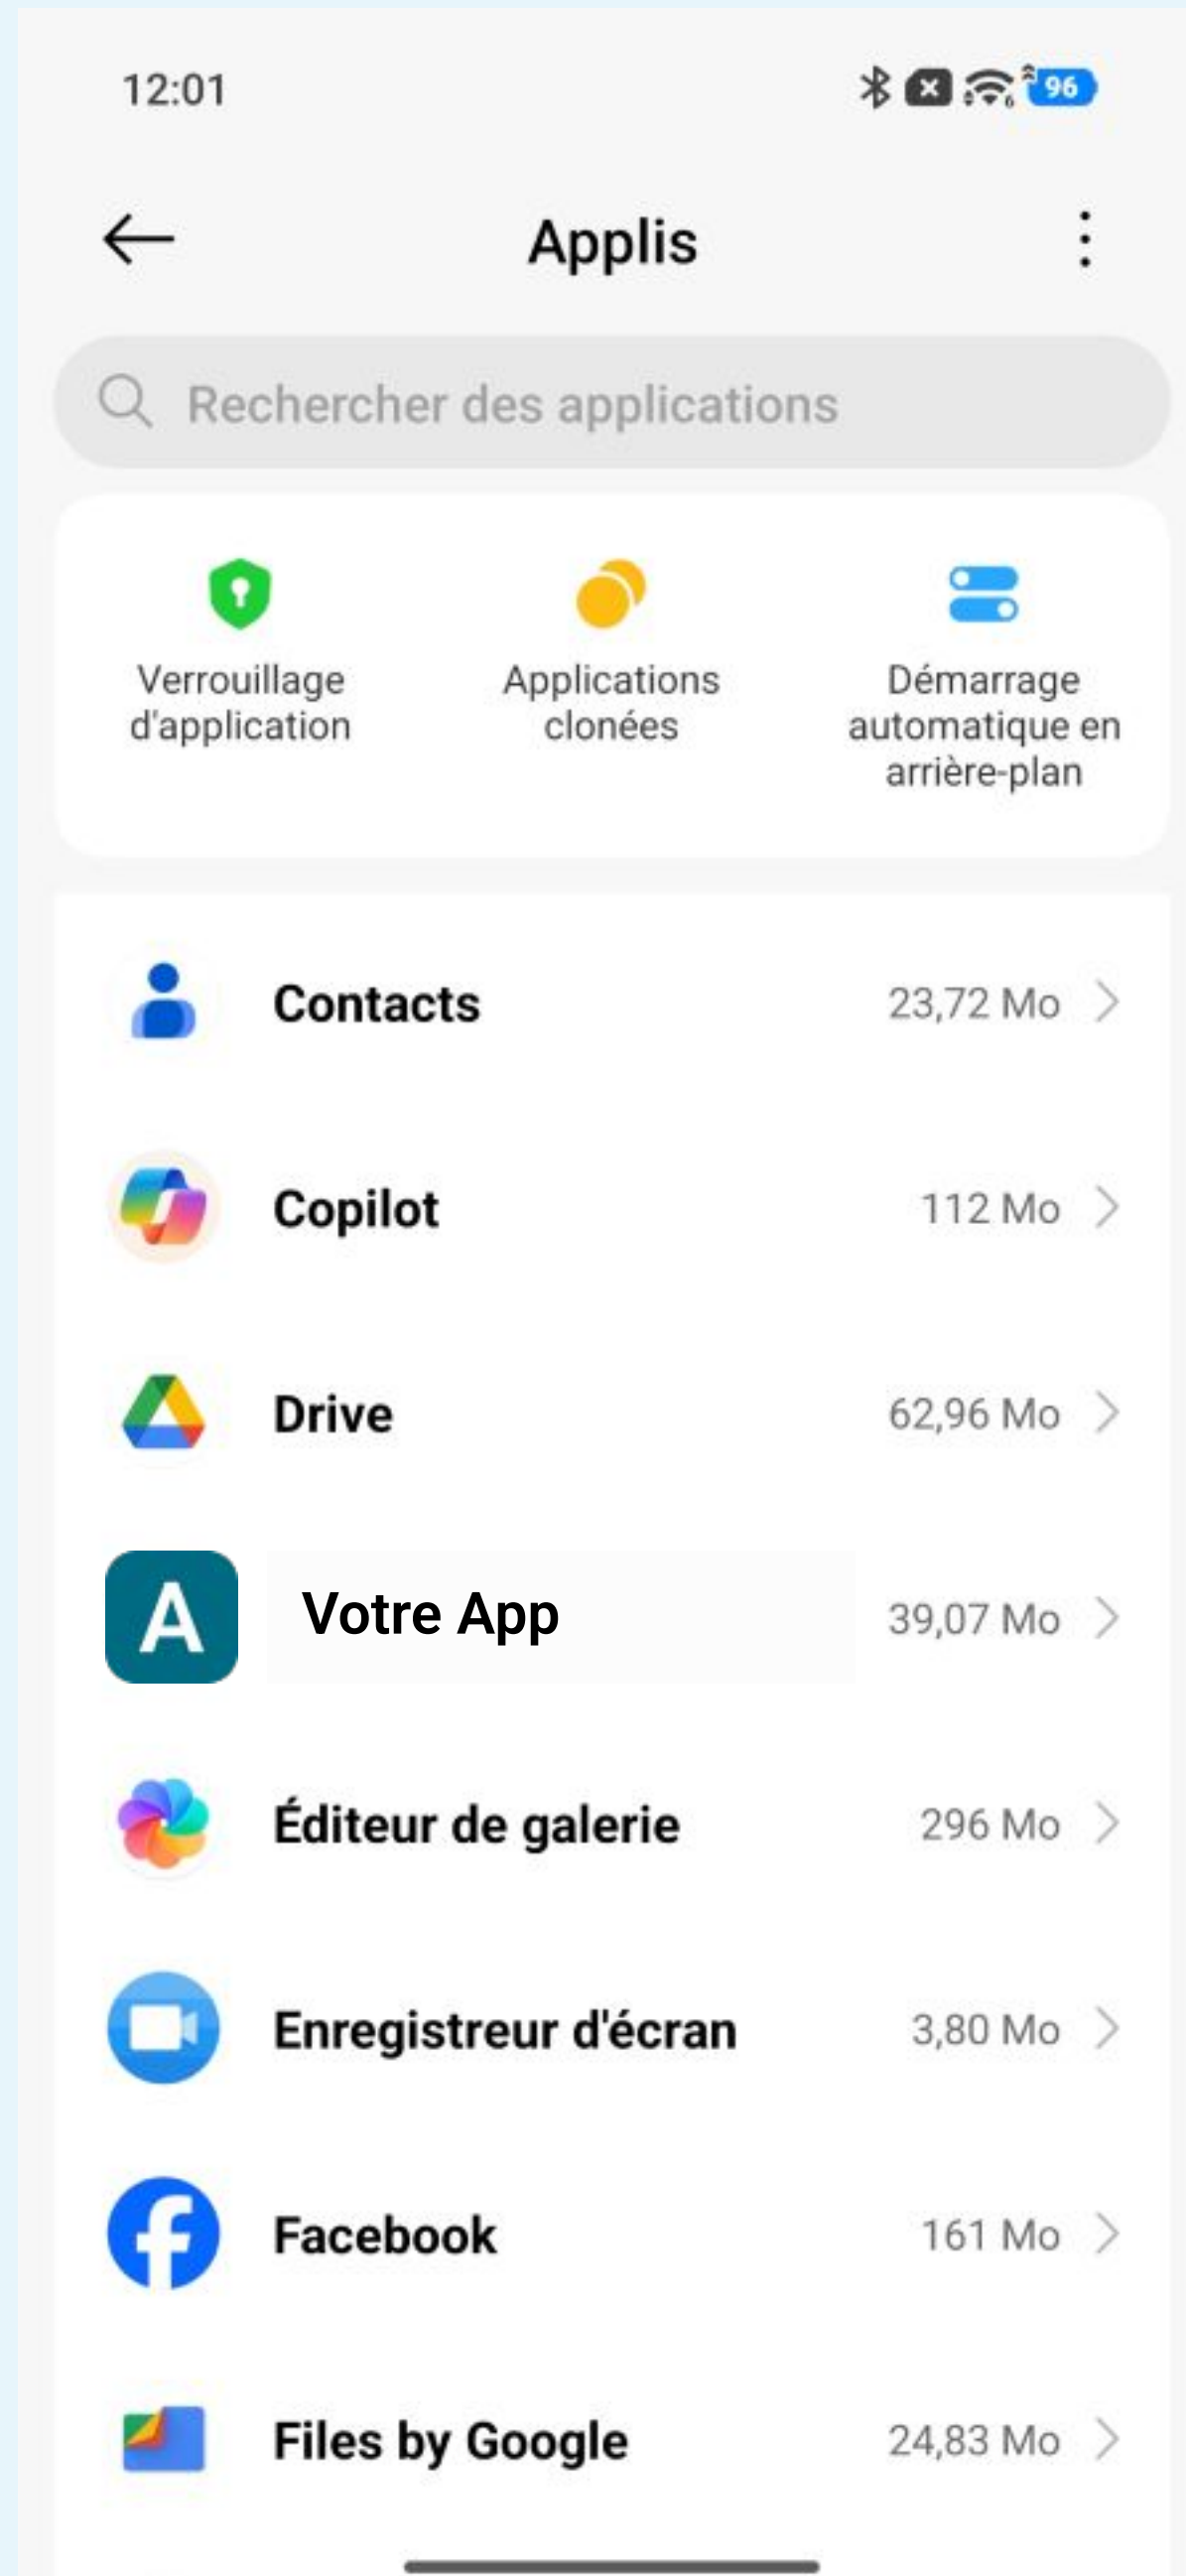 12:01
96
Applis
Rechercher des applications
Verrouillage
d'application
Applications
clonées
Démarrage
automatique en
arrière-plan
Contacts
23,72 Mo
Copilot
112 Mo
Drive
62,96 Mo
A
Votre App
39,07 Mo
Éditeur de galerie
296 Mo
Enregistreur d'écran
3,80 Mo
Facebook
161 Mo
Files by Google
24,83 Mo